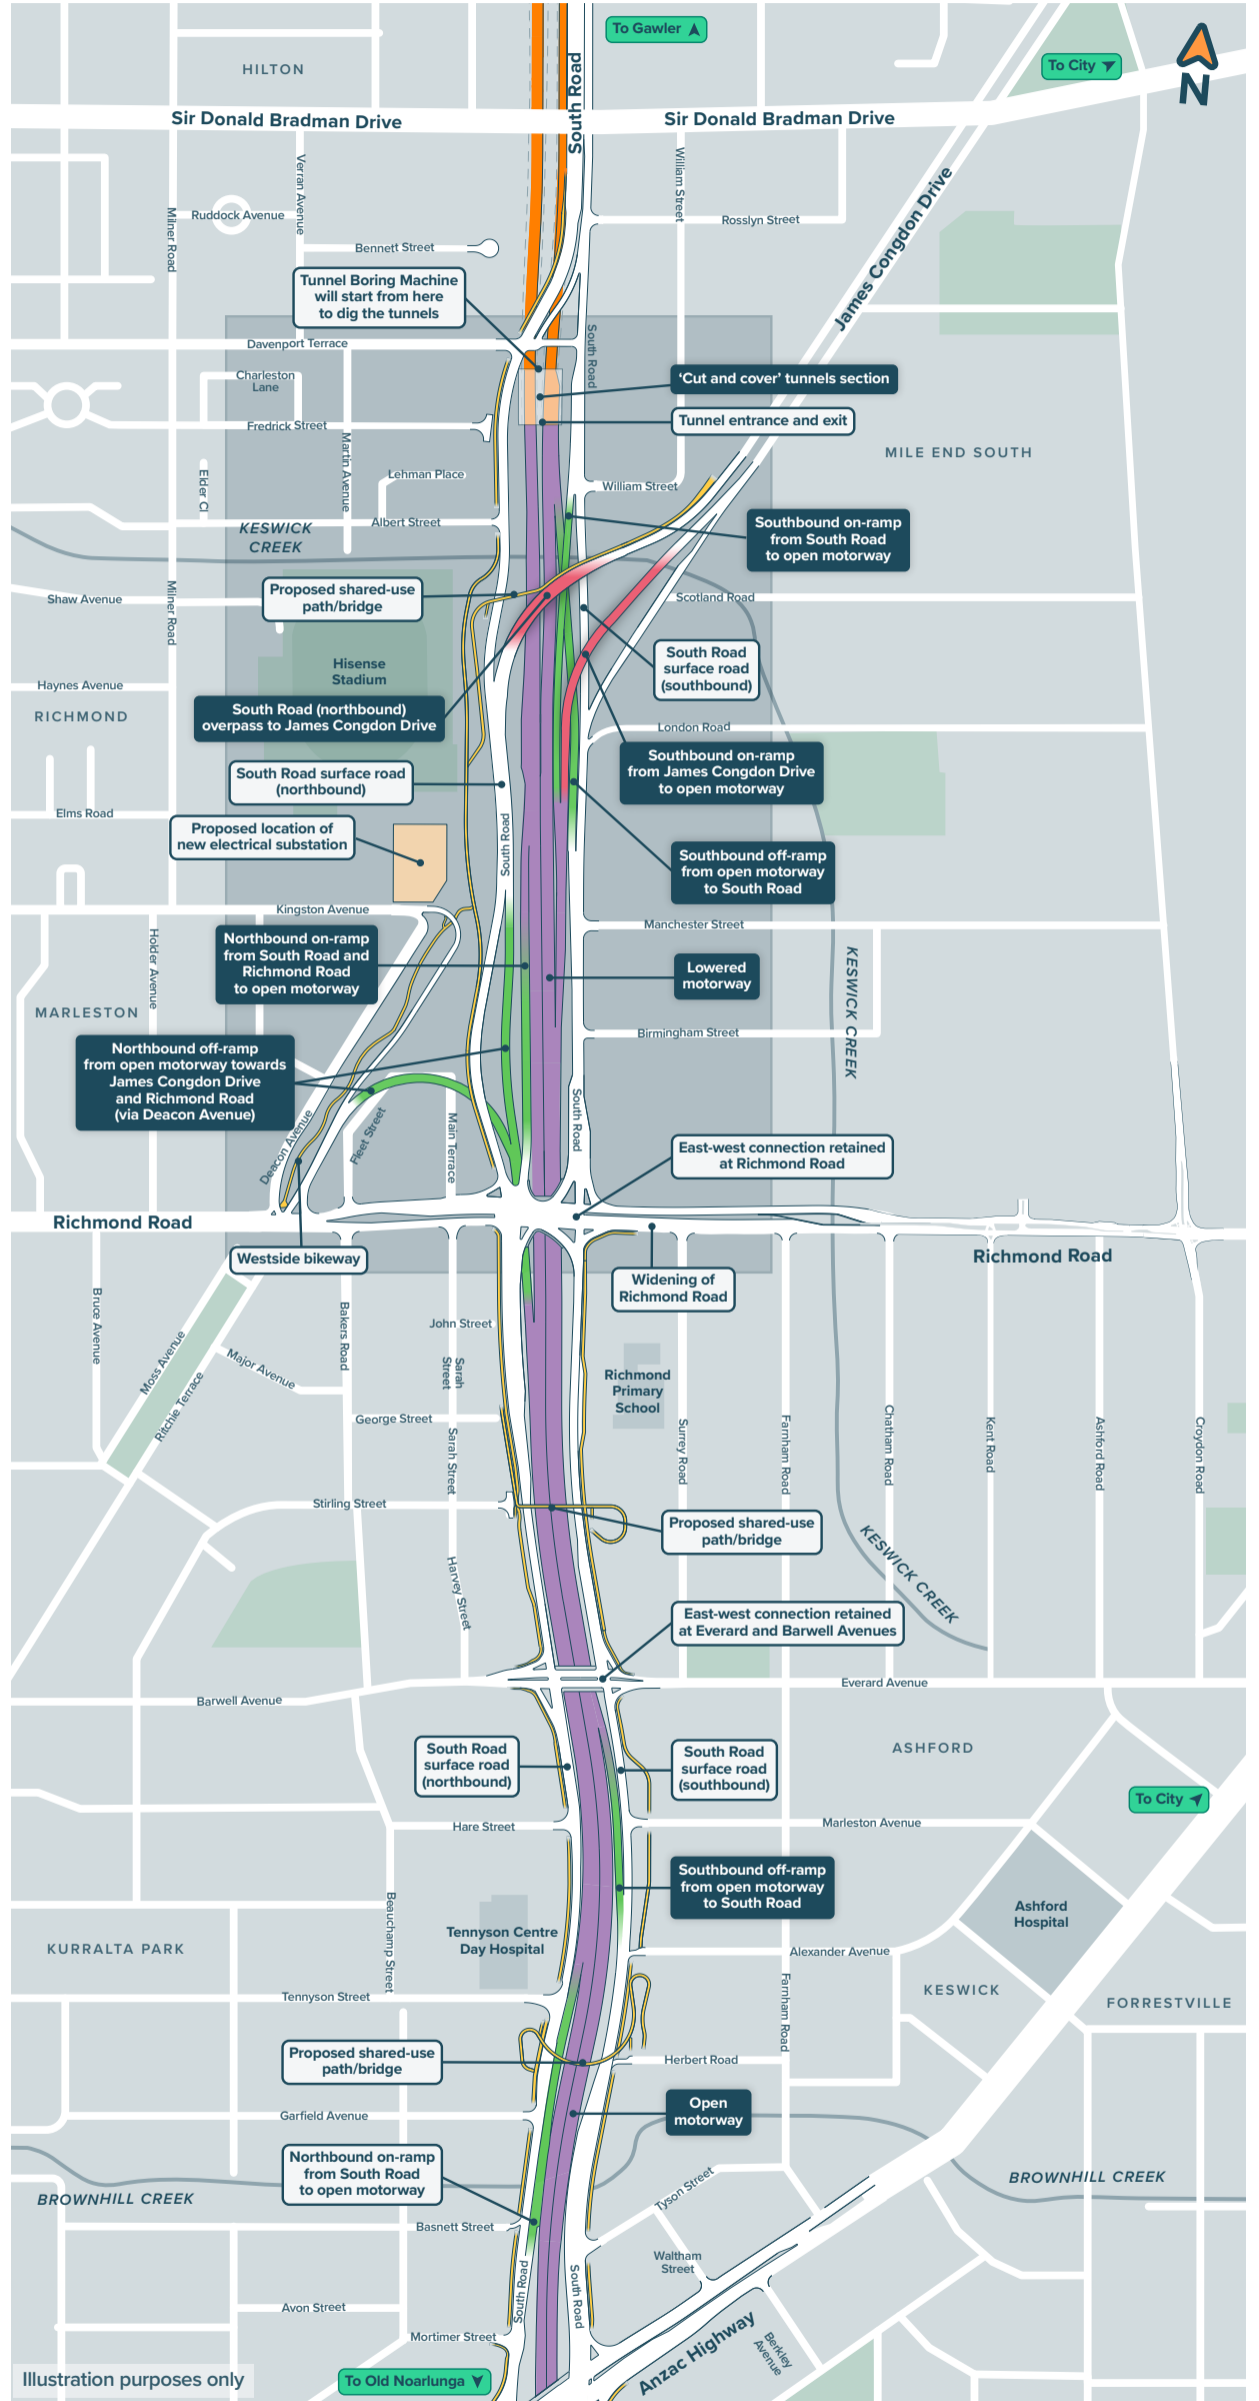 To Gawler
To City
N
HILTON
South Road
Sir Donald Bradman Drive
Sir Donald Bradman Drive
Verran Avenue
William Street
Milner Road
Ruddock Avenue
Rosslyn Street
Bennett Street
James Congdon Drive
Tunnel Boring Machine
will start from here
to dig the tunnels
Davenport Terrace
South Road
Charleston
Lane
'Cut and cover' tunnels section
Fredrick Street
Tunnel entrance and exit
Martin Avenue
MILE END SOUTH
Elder Cl
Lehman Place
William Street
Albert Street
KESWICK
CREEK
Southbound on-ramp
from South Road
to open motorway
Milner Road
Shaw Avenue
Proposed shared-use
path/bridge
Scotland Road
South Road
surface road
(southbound)
Hisense
Stadium
Haynes Avenue
RICHMOND
South Road (northbound)
overpass to James Congdon Drive
London Road
Southbound on-ramp
from James Congdon Drive
to open motorway
South Road surface road
(northbound)
Elms Road
Proposed location of
new electrical substation
South Road
Southbound off-ramp
from open motorway
to South Road
Kingston Avenue
Manchester Street
Holder Avenue
Northbound on-ramp
from South Road and
Richmond Road
to open motorway
Lowered
motorway
KESWICK CREEK
MARLESTON
Birmingham Street
Northbound off-ramp
from open motorway towards
James Congdon Drive
and Richmond Road
(via Deacon Avenue)
Deacon Avenue
Fleet Street
Main Terrace
South Road
East-west connection retained
at Richmond Road
Richmond Road
Westside bikeway
Richmond Road
Widening of
Richmond Road
Bruce Avenue
Bakers Road
John Street
Moss Avenue
Ritchie Terrace
Major Avenue
Sarah
Street
Richmond
Primary
School
George Street
Sarah Street
Surrey Road
Farnham Road
Chatham Road
Kent Road
Ashford Road
Croydon Road
Stirling Street
Proposed shared-use
path/bridge
KESWICK CREEK
Harvey Street
East-west connection retained
at Everard and Barwell Avenues
Everard Avenue
Barwell Avenue
South Road
surface road
(northbound)
South Road
surface road
(southbound)
ASHFORD
To City
Hare Street
Marleston Avenue
Southbound off-ramp
from open motorway
to South Road
Beauchamp Street
Ashford
Hospital
Tennyson Centre
Day Hospital
KURRALTA PARK
Alexander Avenue
Farnham Road
KESWICK
FORRESTVILLE
Tennyson Street
Proposed shared-use
path/bridge
Herbert Road
Open
motorway
Garfield Avenue
Northbound on-ramp
from South Road
to open motorway
BROWNHILL CREEK
BROWNHILL CREEK
Tyson Street
Basnett Street
Waltham
Street
South Road
South Road
Avon Street
Mortimer Street
Anzac Highway
Berkley
Avenue
Illustration purposes only
To Old Noarlunga